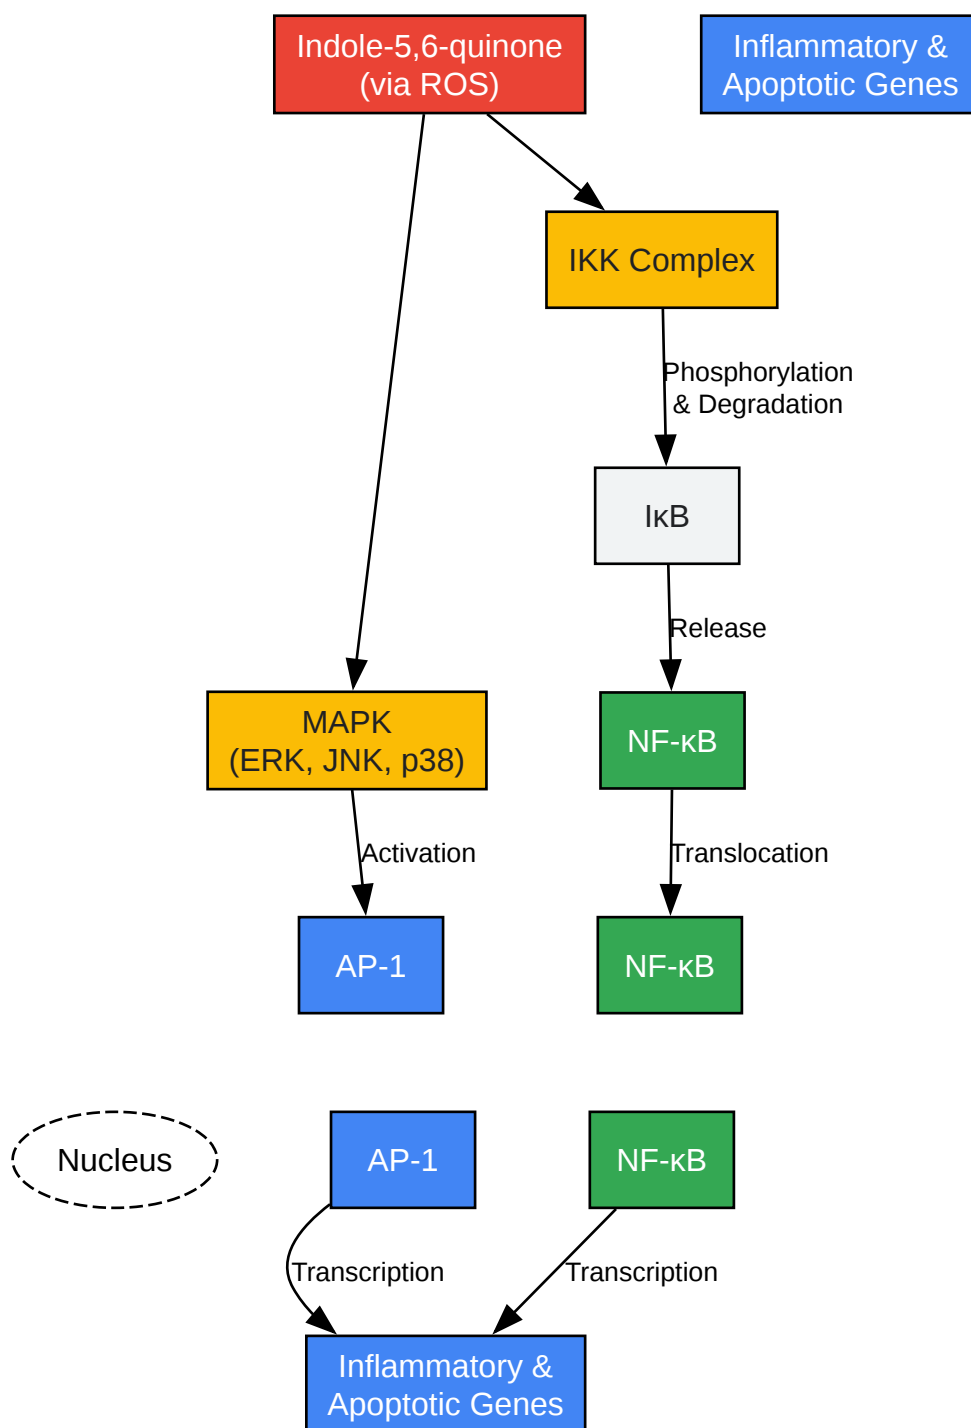 Indole-5,6-quinone
(via ROS)
Inflammatory &
Apoptotic Genes
IKK Complex
Phosphorylation
& Degradation
IκB
Release
MAPK
(ERK, JNK, p38)
NF-κB
Activation
Translocation
AP-1
NF-κB
Nucleus
AP-1
NF-κB
Transcription
Transcription
Inflammatory &
Apoptotic Genes